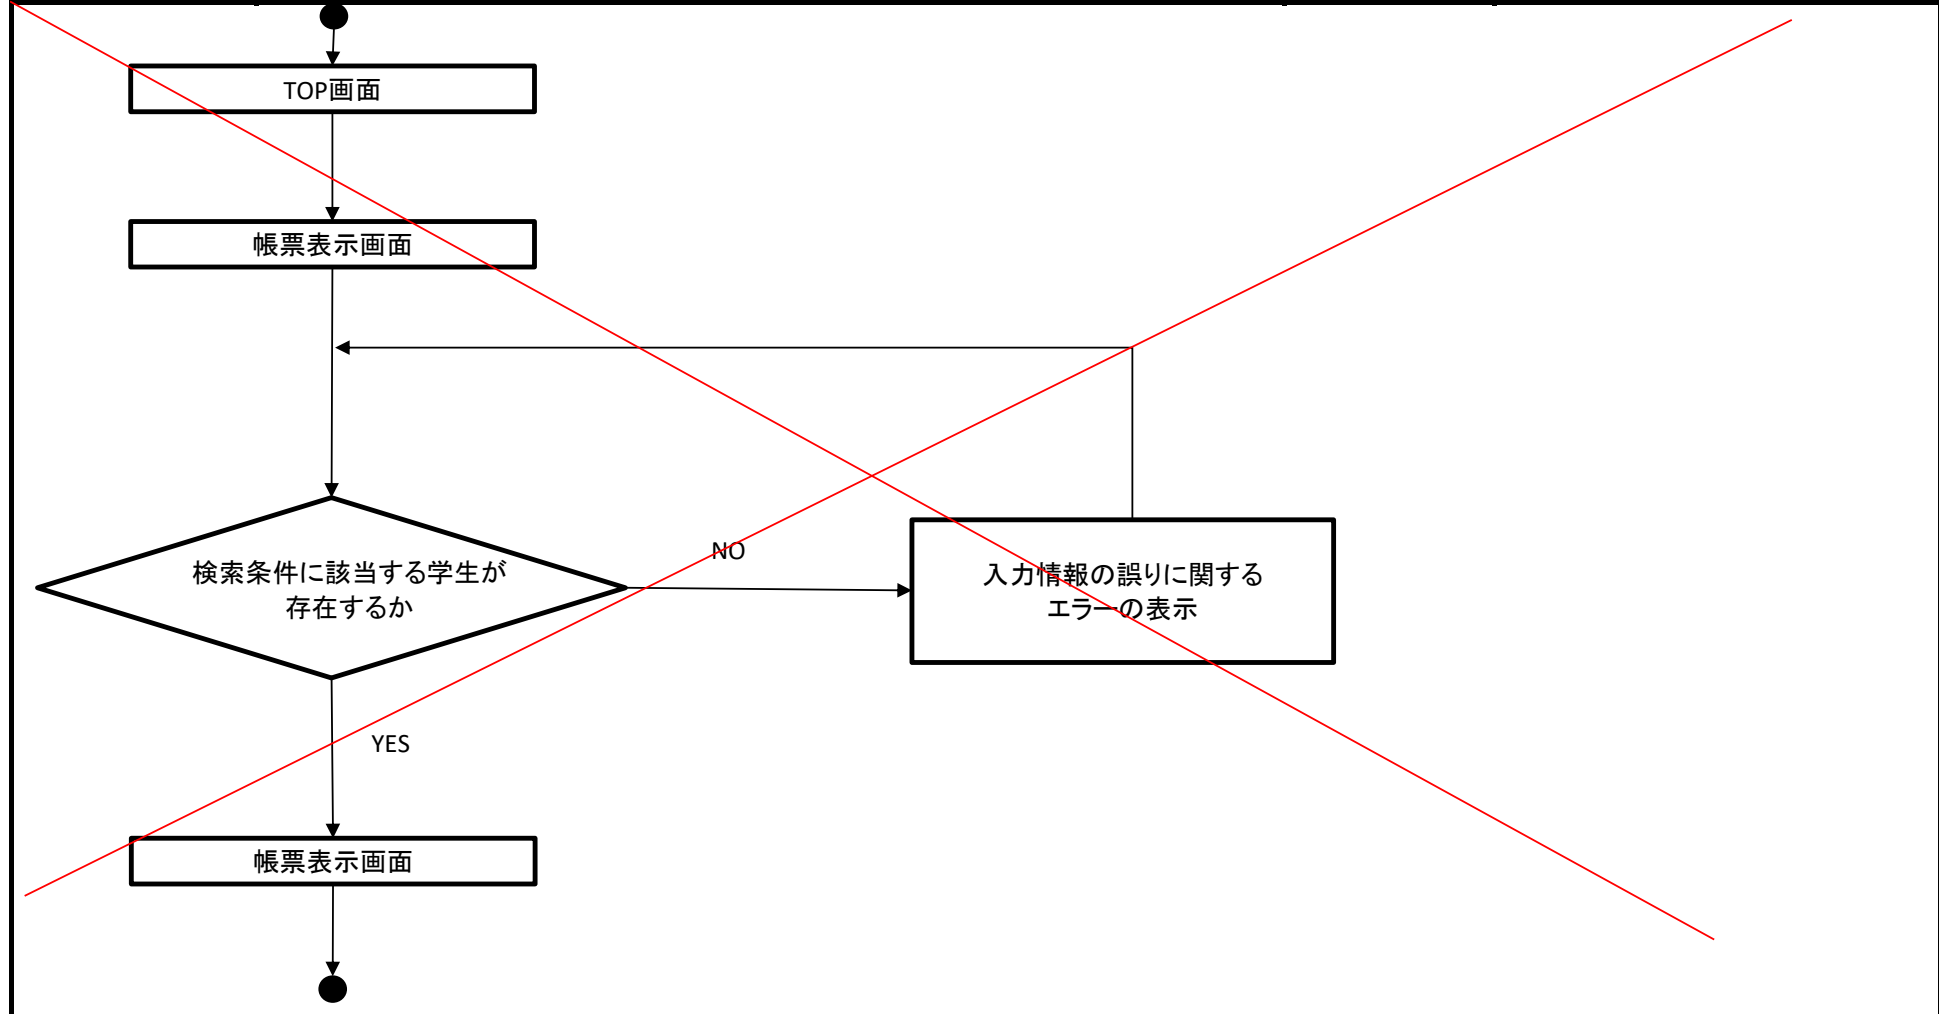 TOP画面
帳票表示画面
検索条件に該当する学生が
存在するか
NO
入力情報の誤りに関する
エラーの表示
YES
帳票表示画面